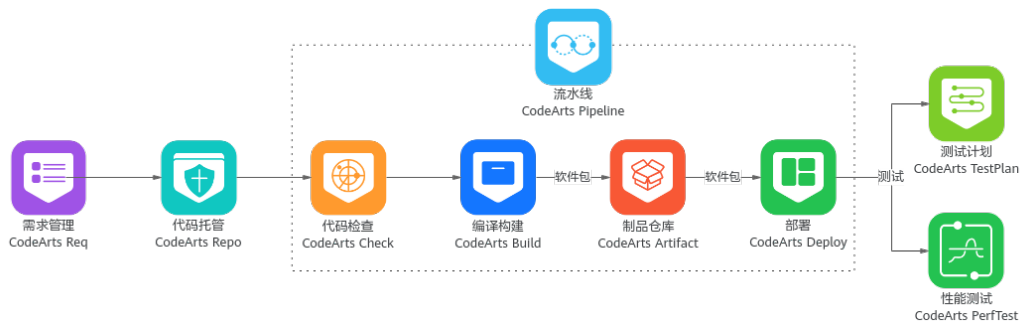 流水线
CodeArts Pipeline
需求管理
CodeArts Req
代码托管
CodeArts Repo
代码检查
CodeArts Check
编译构建
CodeArts Build
软件包
制品仓库
CodeArts Artifact
软件包
部署
CodeArts Deploy
测试
测试计划
CodeArts TestPlan
性能测试
CodeArts PerfTest